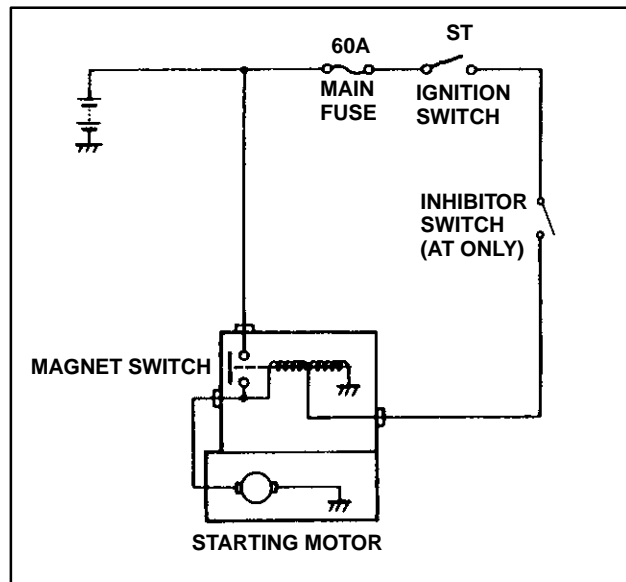 60A
MAIN
FUSE
ST
IGNITION
SWITCH
INHIBITOR
SWITCH
(AT ONLY)
MAGNET SWITCH
STARTING MOTOR